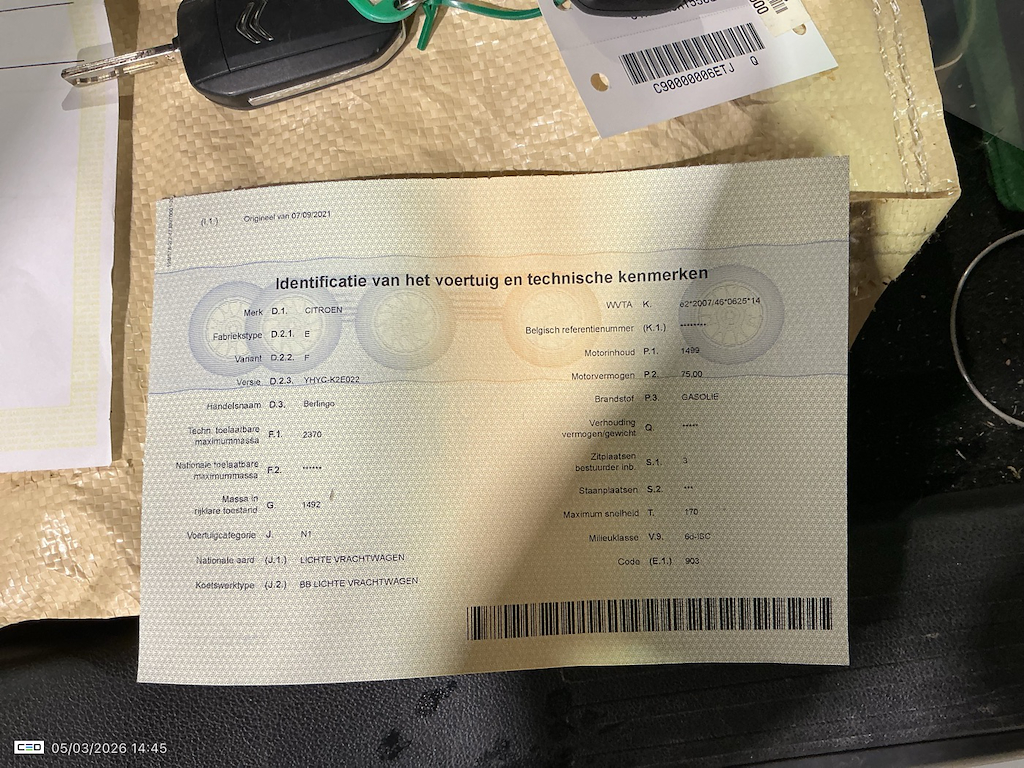 C90000006ETJ Q
(I.1.) Origineel van 07/09/2021
Identificatie van het voertuig en technische kenmerken
Merk D.1. CITROEN
Fabriekstype D.2.1. E
Variant D.2.2. F
Versie D.2.3. YHYC-K2E022
Handelsnaam D.3. Berlingo
Techn. toelaatbare
maximummassa F.1. 2370
Nationale toelaatbare
maximummassa F.2. ******
Massa in
rijklare toestand G. 1492
Voertuigcategorie J. N1
Nationale aard (J.1.) LICHTE VRACHTWAGEN
Koetswerktype (J.2.) BB LICHTE VRACHTWAGEN
WVTA K. e2*2007/46*0625*14
Belgisch referentienummer (K.1.) ********
Motorinhoud P.1. 1499
Motorvermogen P.2. 75,00
Brandstof P.3. GASOLIE
Verhouding
vermogen/gewicht Q. *****
Zitplaatsen
bestuurder inb. S.1. 3
Staanplaatsen S.2. ***
Maximum snelheid T. 170
Milieuklasse V.9. 6d-ISC
Code (E.1.) 903
CEO 05/03/2026 14:45